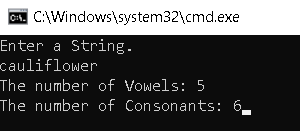 C:\Windows\system32\cmd.exe
Enter a String.
cauliflower
The number of Vowels: 5
The number of Consonants: 6